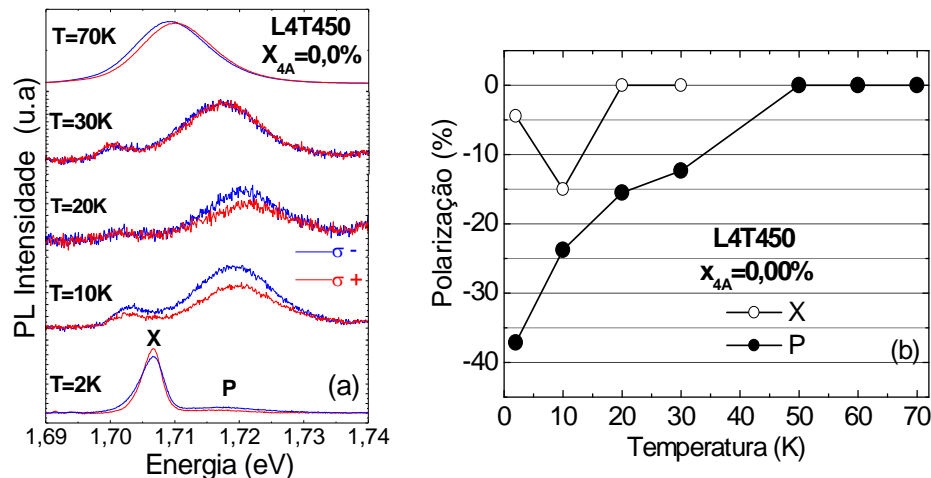 (a)
L4T450
X4A=0,0%
T=70K
T=30K
T=20K
σ -
σ +
T=10K
X
P
T=2K
(a)
1,69 1,70 1,71 1,72 1,73 1,74
Energia (eV)
PL Intensidade (u.a)
0
-10
-20
-30
-40
Polarização (%)
L4T450
x4A=0,00%
X
P
(b)
0 10 20 30 40 50 60 70
Temperatura (K)